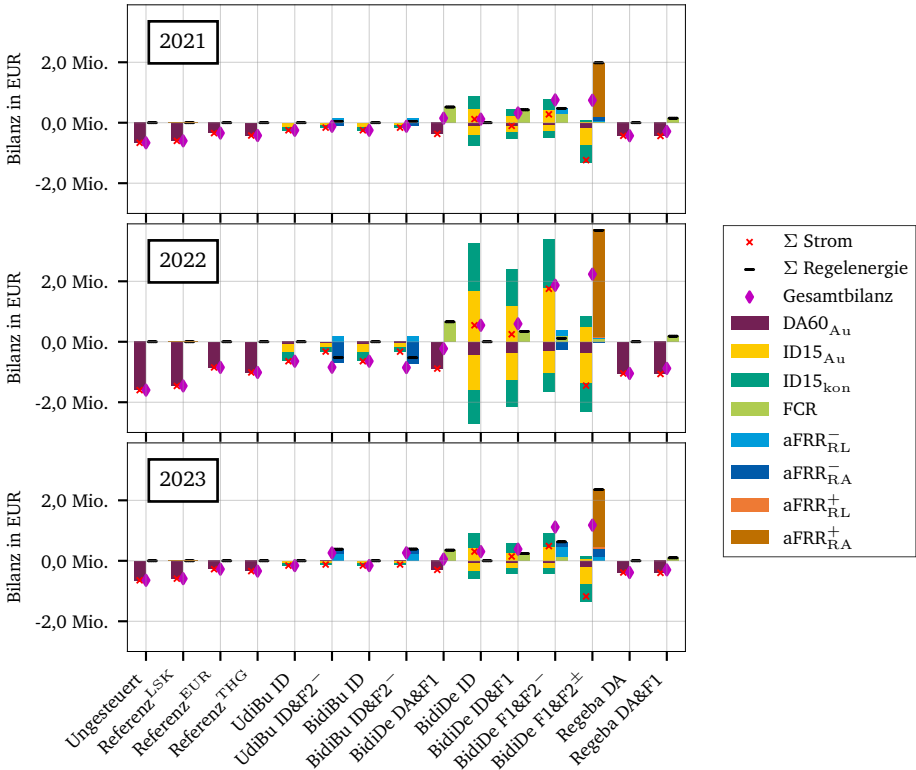 2021
2,0 Mio.
0,0 Mio.
-2,0 Mio.
Bilanz in EUR
2022
2,0 Mio.
0,0 Mio.
-2,0 Mio.
Bilanz in EUR
2023
2,0 Mio.
0,0 Mio.
-2,0 Mio.
Bilanz in EUR
Ungesteuert
Referenz LSK
Referenz EUR
Referenz THG
UdiBu ID
UdiBu ID&F2⁻
BidiBu ID
BidiBu ID&F2⁻
BidiDe DA&F1
BidiDe ID
BidiDe ID&F1
BidiDe F1&F2⁻
BidiDe F1&F2±
Regeba DA
Regeba DA&F1
Σ Strom
Σ Regelenergie
Gesamtbilanz
DA60Au
ID15Au
ID15kon
FCR
aFRR⁻RL
aFRR⁻RA
aFRR⁺RL
aFRR⁺RA